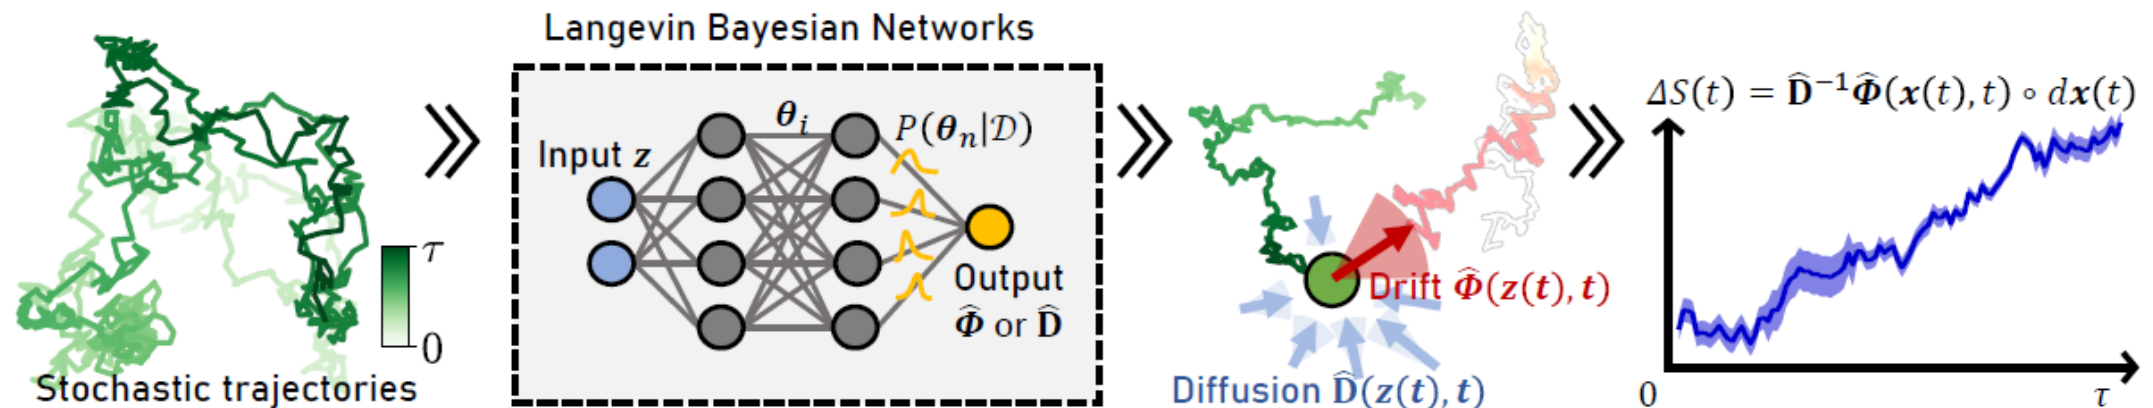 Stochastic trajectories
τ
0
Langevin Bayesian Networks
Input z
θᵢ
P(θₙ|𝒟)
Output
Φ̂ or D̂
Drift Φ̂(z(t), t)
Diffusion D̂(z(t), t)
ΔS(t) = D̂⁻¹Φ̂(x(t), t) ∘ dx(t)
0
τ